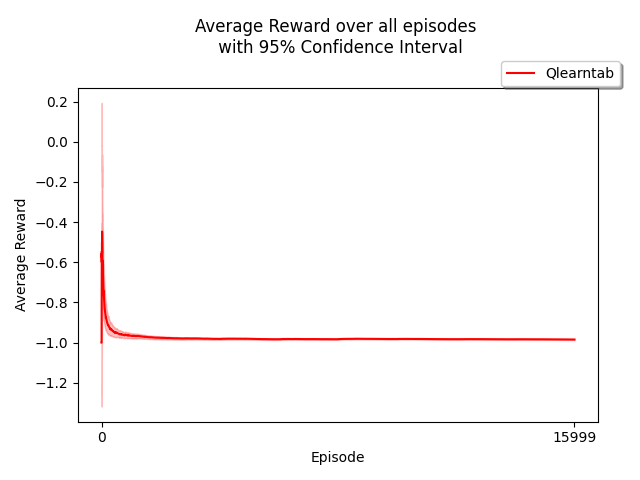 Average Reward over all episodes
with 95% Confidence Interval
Qlearntab
0.2
0.0
−0.2
−0.4
−0.6
−0.8
−1.0
−1.2
Average Reward
0
15999
Episode